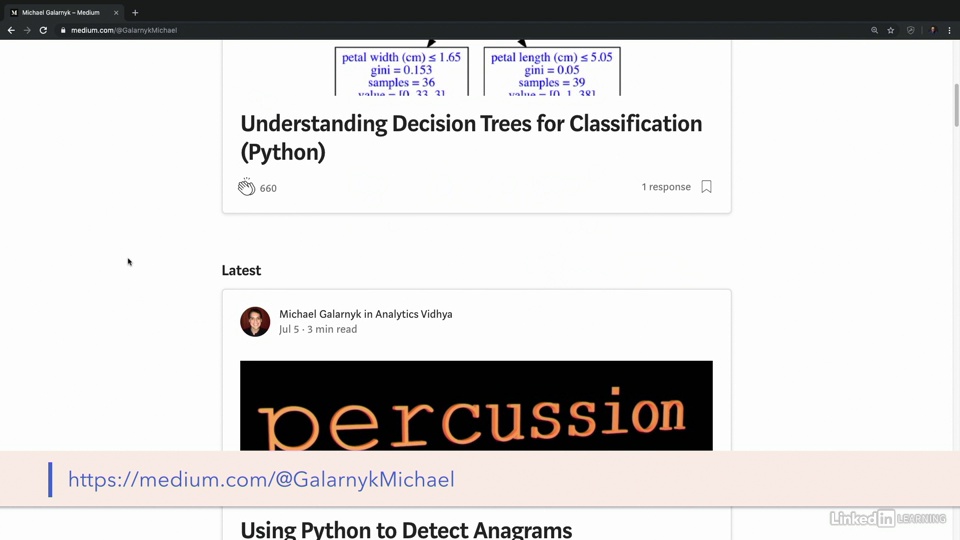 Michael Galarnyk – Medium
medium.com/@GalarnykMichael
petal width (cm) ≤ 1.65
gini = 0.153
samples = 36
value = [0, 33, 3]
petal length (cm) ≤ 5.05
gini = 0.05
samples = 39
value = [0, 1, 38]
Understanding Decision Trees for Classification
(Python)
660
1 response
Latest
Michael Galarnyk in Analytics Vidhya
Jul 5 · 3 min read
percussion
https://medium.com/@GalarnykMichael
Using Python to Detect Anagrams
LinkedIn LEARNING